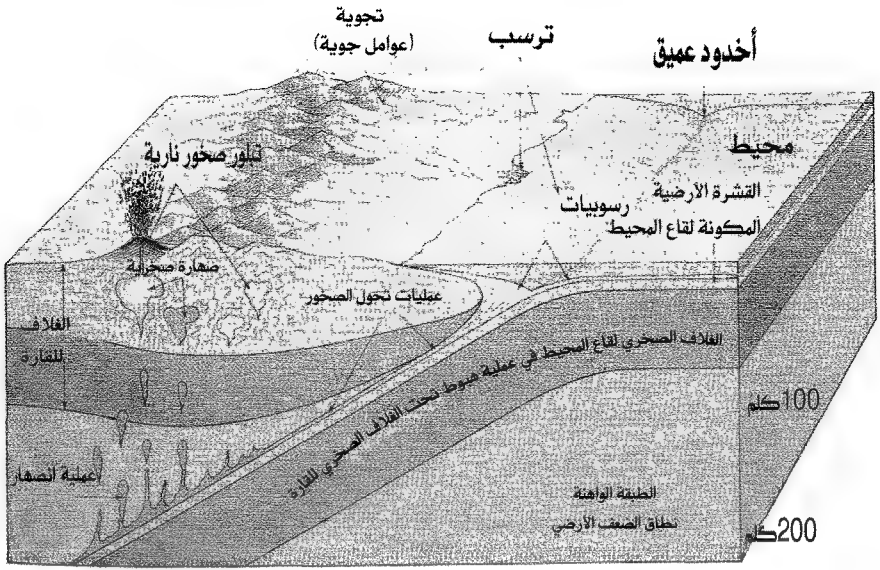 تجوية
(عوامل جوية)
ترسب
أخدود عميق
محيط
تبلور صخور نارية
القشرة الأرضية
المكونة لقاع المحيط
رسوبيات
صهارة صخرية
عمليات تحول الصخور
الغلاف
للقارة
الغلاف الصخري لقاع المحيط في عملية هبوط تحت الغلاف الصخري للقارة
100كلم
عملية انصهار
الطبقة الواهنة
نطاق الضعف الأرضي
200كلم